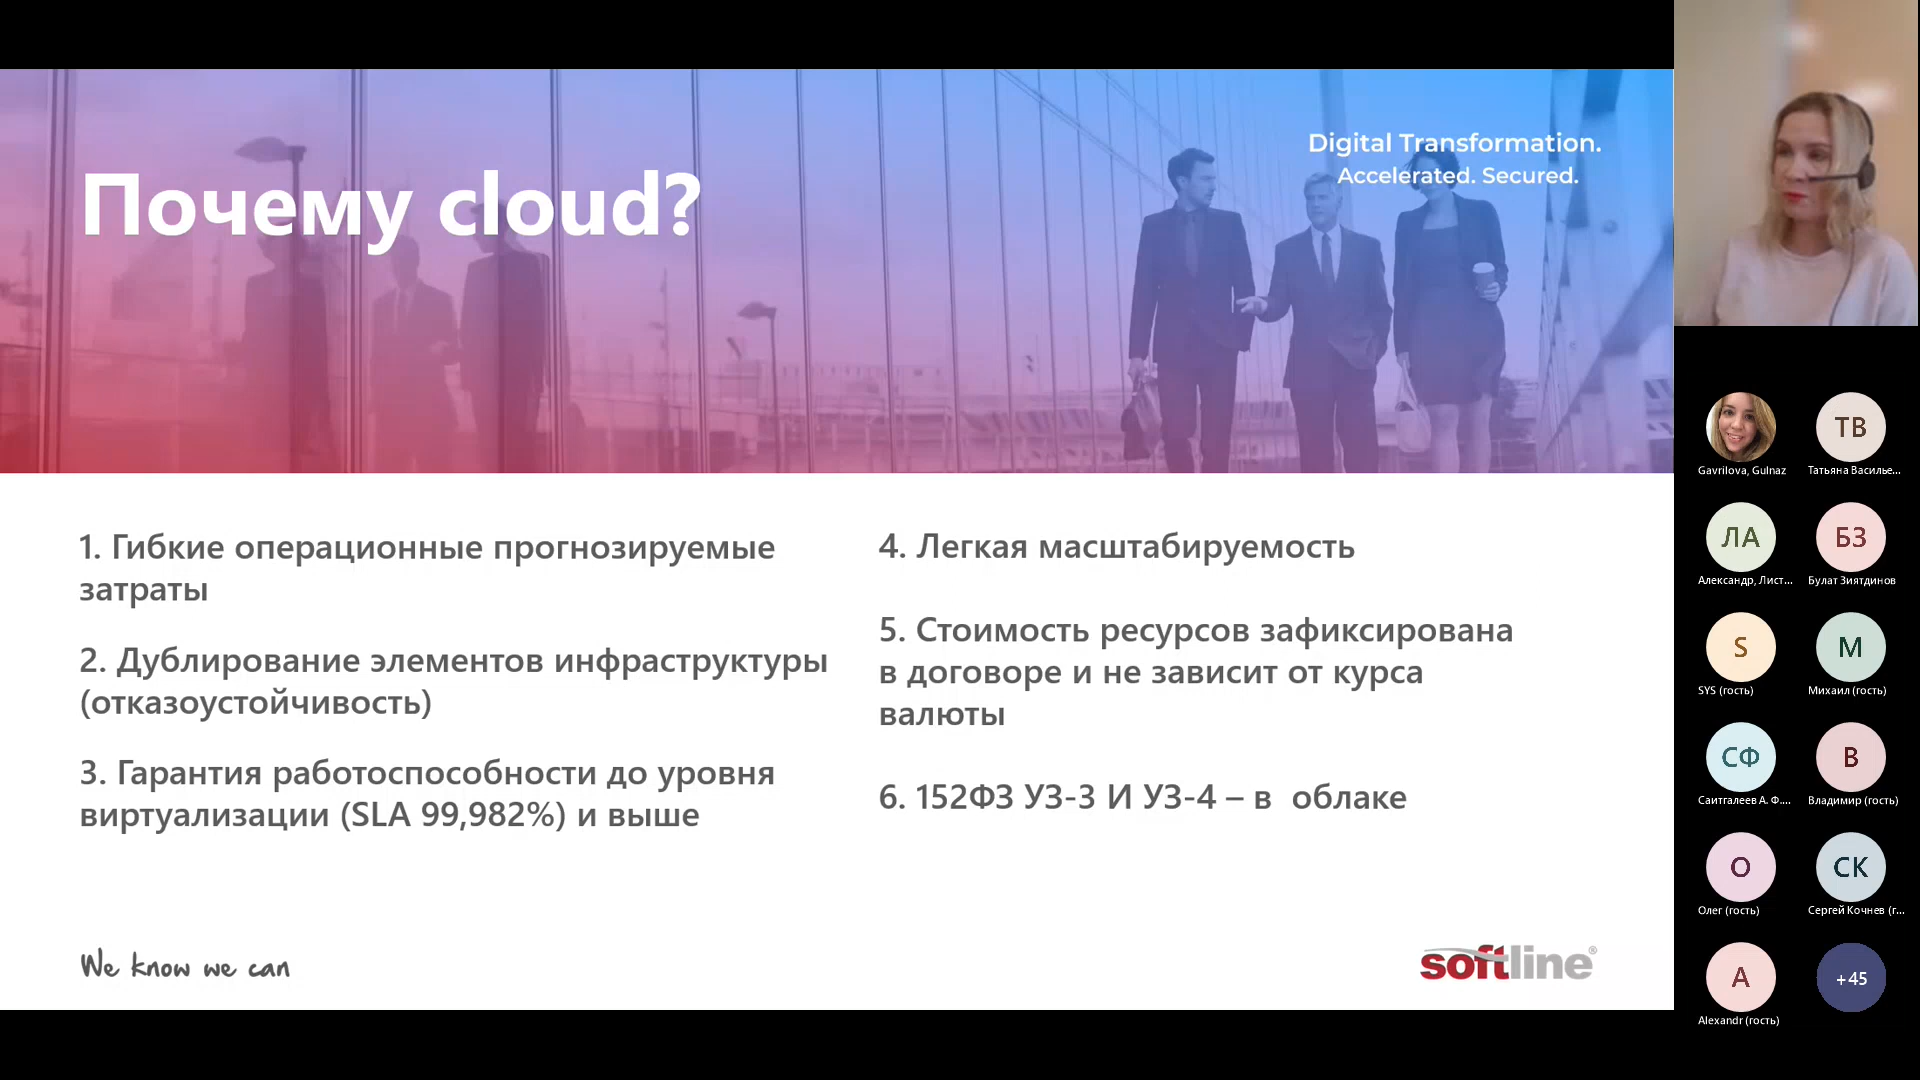 Почему cloud?
Digital Transformation.
Accelerated. Secured.
1. Гибкие операционные прогнозируемые
затраты
2. Дублирование элементов инфраструктуры
(отказоустойчивость)
3. Гарантия работоспособности до уровня
виртуализации (SLA 99,982%) и выше
4. Легкая масштабируемость
5. Стоимость ресурсов зафиксирована
в договоре и не зависит от курса
валюты
6. 152ФЗ УЗ-3 И УЗ-4 – в  облаке
We know we can
softline®
Gavrilova, Gulnaz
ТВ
Татьяна Василье...
ЛА
Александр, Лист...
БЗ
Булат Зиятдинов
S
SYS (гость)
М
Михаил (гость)
СФ
Саитгалеев А. Ф....
В
Владимир (гость)
О
Олег (гость)
СК
Сергей Кочнев (г...
A
Alexandr (гость)
+45